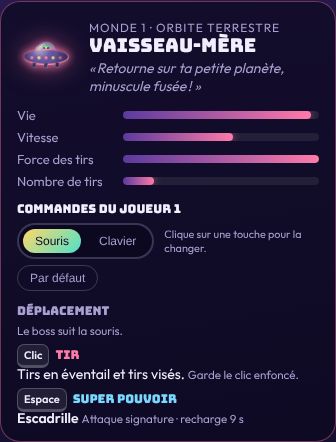 MONDE 1 · ORBITE TERRESTRE
VAISSEAU-MÈRE
« Retourne sur ta petite planète,
minuscule fusée ! »
Vie
Vitesse
Force des tirs
Nombre de tirs
COMMANDES DU JOUEUR 1
Souris Clavier
Clique sur une touche pour la
changer.
Par défaut
DÉPLACEMENT
Le boss suit la souris.
Clic TIR
Tirs en éventail et tirs visés. Garde le clic enfoncé.
Espace SUPER POUVOIR
Escadrille Attaque signature · recharge 9 s